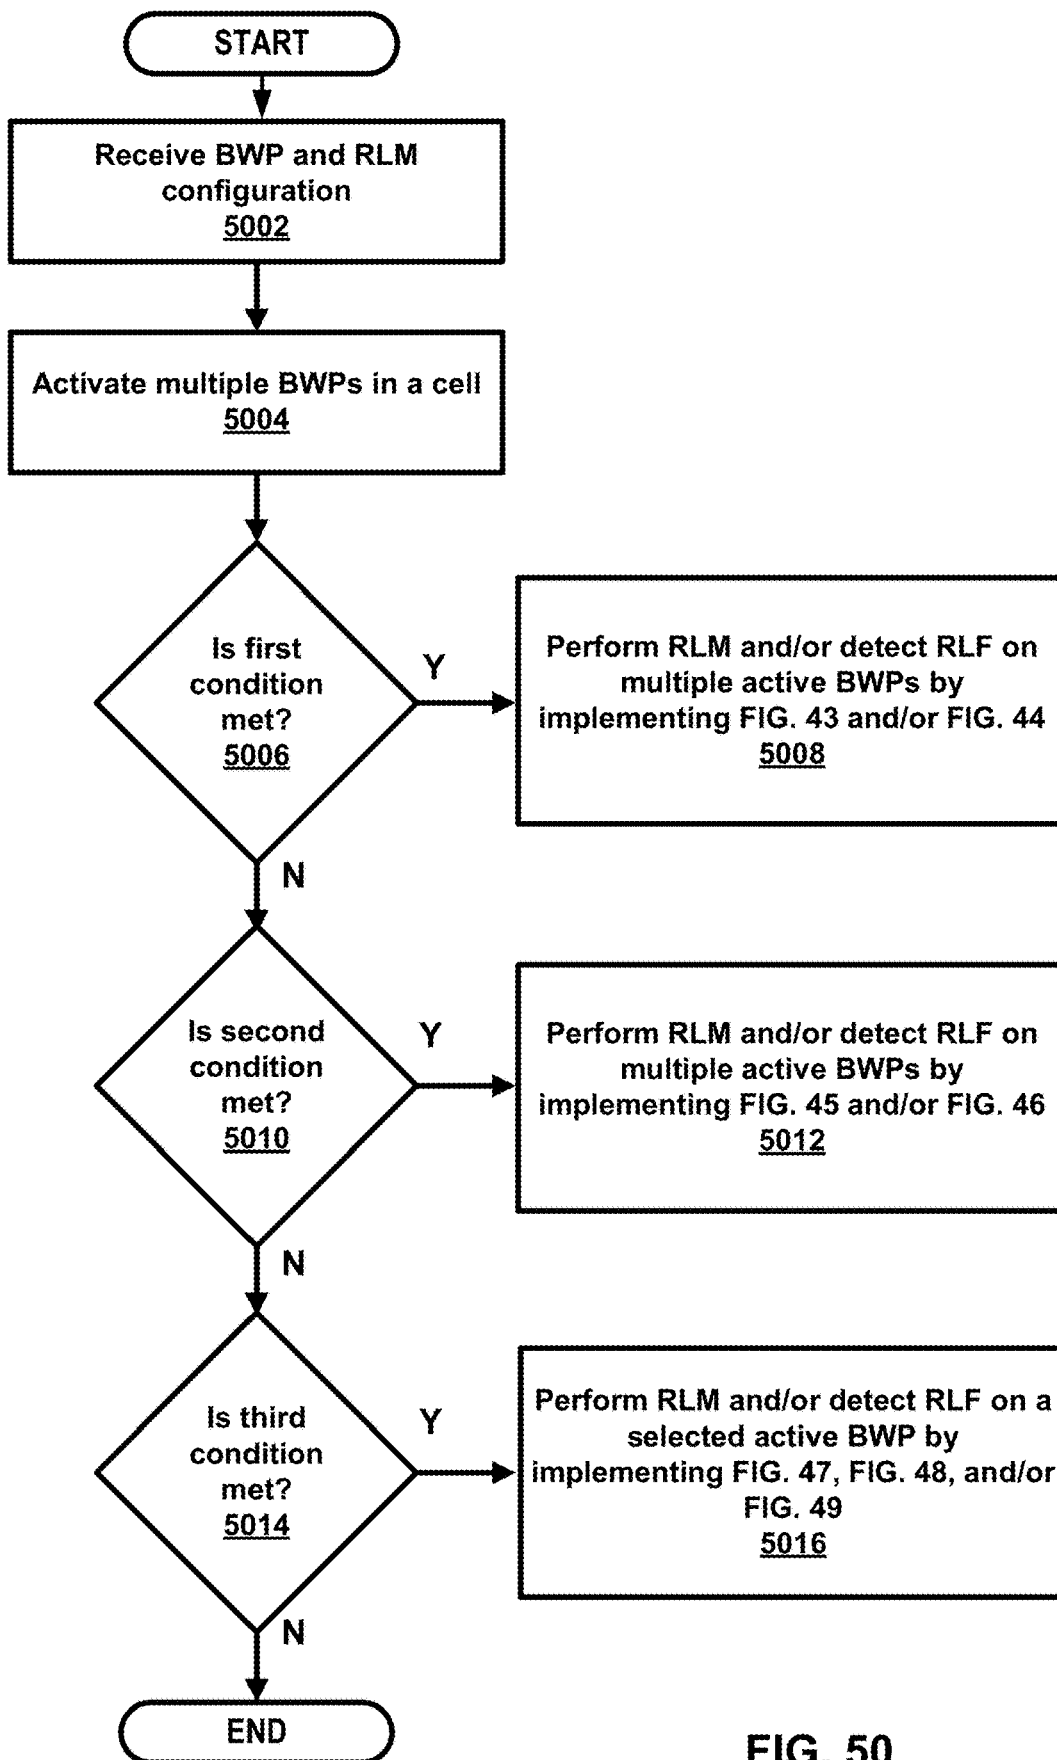 START
Receive BWP and RLM
configuration
5002
Activate multiple BWPs in a cell
5004
Is first
condition
met?
5006
Y
Perform RLM and/or detect RLF on
multiple active BWPs by
implementing FIG. 43 and/or FIG. 44
5008
N
Is second
condition
met?
5010
Y
Perform RLM and/or detect RLF on
multiple active BWPs by
implementing FIG. 45 and/or FIG. 46
5012
N
Is third
condition
met?
5014
Y
Perform RLM and/or detect RLF on a
selected active BWP by
implementing FIG. 47, FIG. 48, and/or
FIG. 49
5016
N
END
FIG. 50